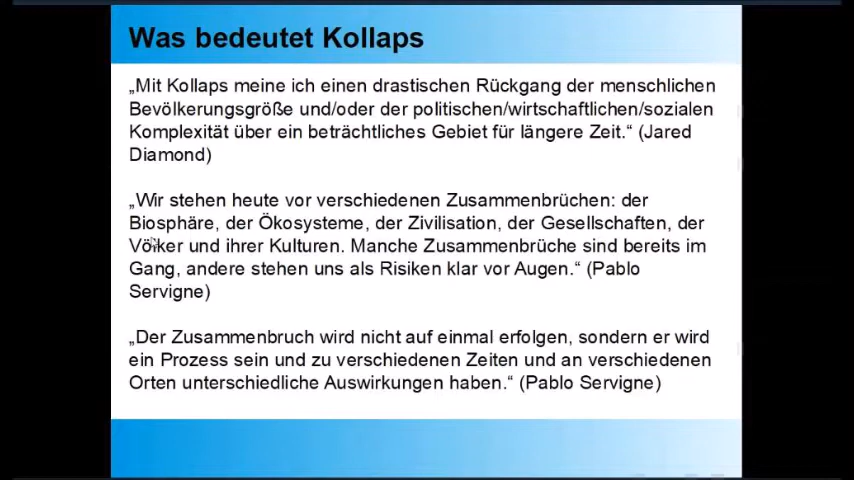 Was bedeutet Kollaps
„Mit Kollaps meine ich einen drastischen Rückgang der menschlichen
Bevölkerungsgröße und/oder der politischen/wirtschaftlichen/sozialen
Komplexität über ein beträchtliches Gebiet für längere Zeit.“ (Jared
Diamond)
„Wir stehen heute vor verschiedenen Zusammenbrüchen: der
Biosphäre, der Ökosysteme, der Zivilisation, der Gesellschaften, der
Völker und ihrer Kulturen. Manche Zusammenbrüche sind bereits im
Gang, andere stehen uns als Risiken klar vor Augen.“ (Pablo
Servigne)
„Der Zusammenbruch wird nicht auf einmal erfolgen, sondern er wird
ein Prozess sein und zu verschiedenen Zeiten und an verschiedenen
Orten unterschiedliche Auswirkungen haben.“ (Pablo Servigne)